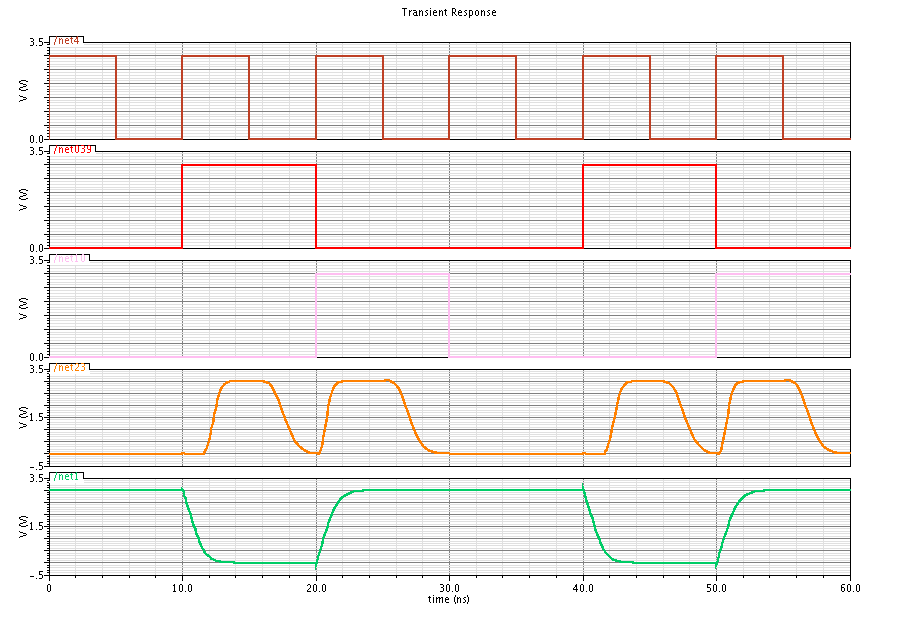 Transient Response
/net4
3.5
V (V)
0.0
/net039
3.5
V (V)
0.0
3.5
V (V)
0.0
/net23
3.5
1.5
V (V)
-.5
/net1
3.5
1.5
V (V)
-.5
0 10.0 20.0 30.0 40.0 50.0 60.0
time (ns)